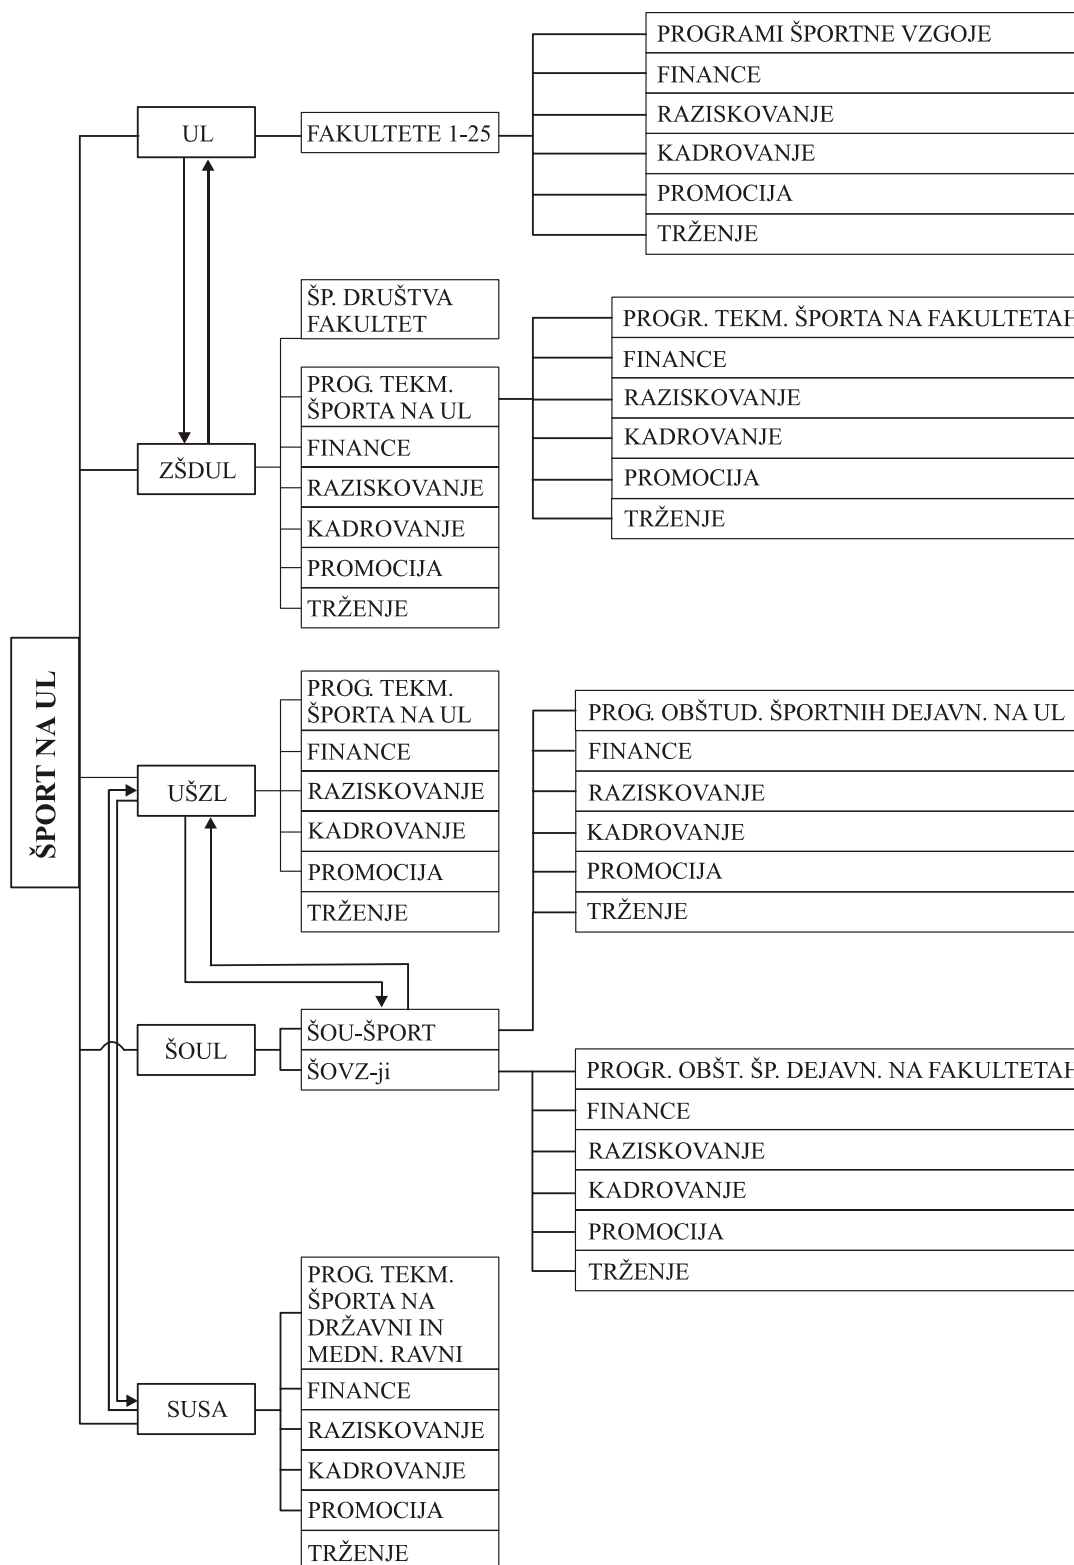 PROGRAMI ŠPORTNE VZGOJE
FINANCE
RAZISKOVANJE
KADROVANJE
PROMOCIJA
TRŽENJE
UL
FAKULTETE 1-25
ŠP. DRUŠTVA
FAKULTET
PROG. TEKM.
ŠPORTA NA UL
FINANCE
RAZISKOVANJE
KADROVANJE
PROMOCIJA
TRŽENJE
PROGR. TEKM. ŠPORTA NA FAKULTETAH
FINANCE
RAZISKOVANJE
KADROVANJE
PROMOCIJA
TRŽENJE
ZŠDUL
ŠPORT NA UL
PROG. TEKM.
ŠPORTA NA UL
FINANCE
RAZISKOVANJE
KADROVANJE
PROMOCIJA
TRŽENJE
UŠZL
PROG. OBŠTUD. ŠPORTNIH DEJAVN. NA UL
FINANCE
RAZISKOVANJE
KADROVANJE
PROMOCIJA
TRŽENJE
ŠOUL
ŠOU-ŠPORT
ŠOVZ-ji
PROGR. OBŠT. ŠP. DEJAVN. NA FAKULTETAH
FINANCE
RAZISKOVANJE
KADROVANJE
PROMOCIJA
TRŽENJE
PROG. TEKM.
ŠPORTA NA
DRŽAVNI IN
MEDN. RAVNI
FINANCE
RAZISKOVANJE
KADROVANJE
PROMOCIJA
TRŽENJE
SUSA